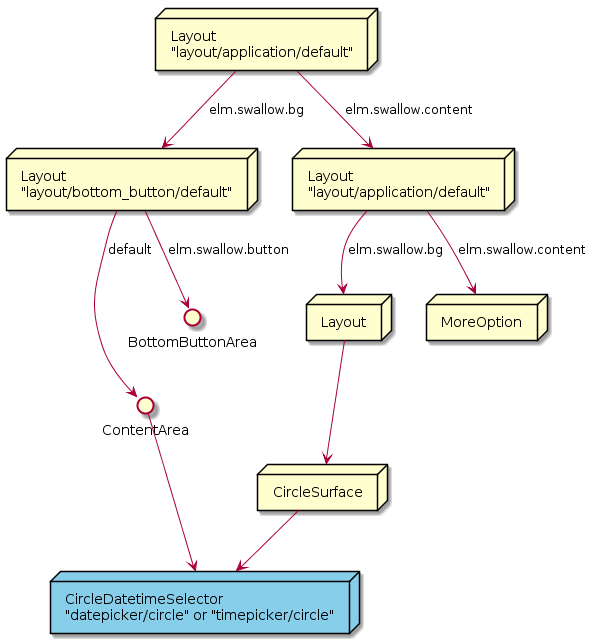 Layout
"layout/application/default"
elm.swallow.bg
elm.swallow.content
Layout
"layout/bottom_button/default"
Layout
"layout/application/default"
default
elm.swallow.button
elm.swallow.bg
elm.swallow.content
BottomButtonArea
Layout
MoreOption
ContentArea
CircleSurface
CircleDatetimeSelector
"datepicker/circle" or "timepicker/circle"